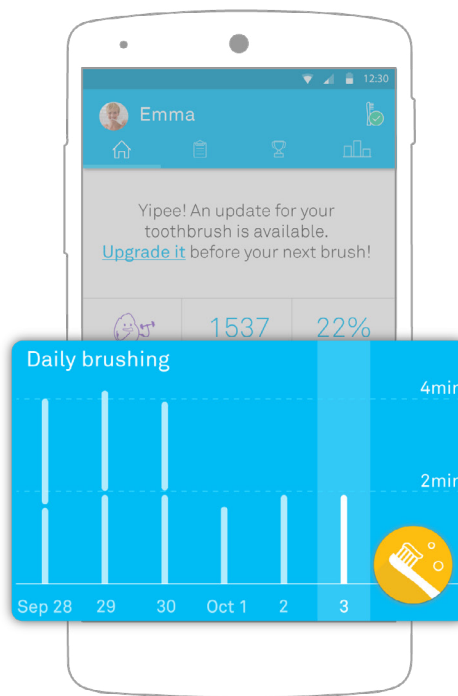 12:30
Emma
Yipee! An update for your
toothbrush is available.
Upgrade it before your next brush!
1537
22%
Daily brushing
4min
2min
Sep 28 29 30 Oct 1 2 3